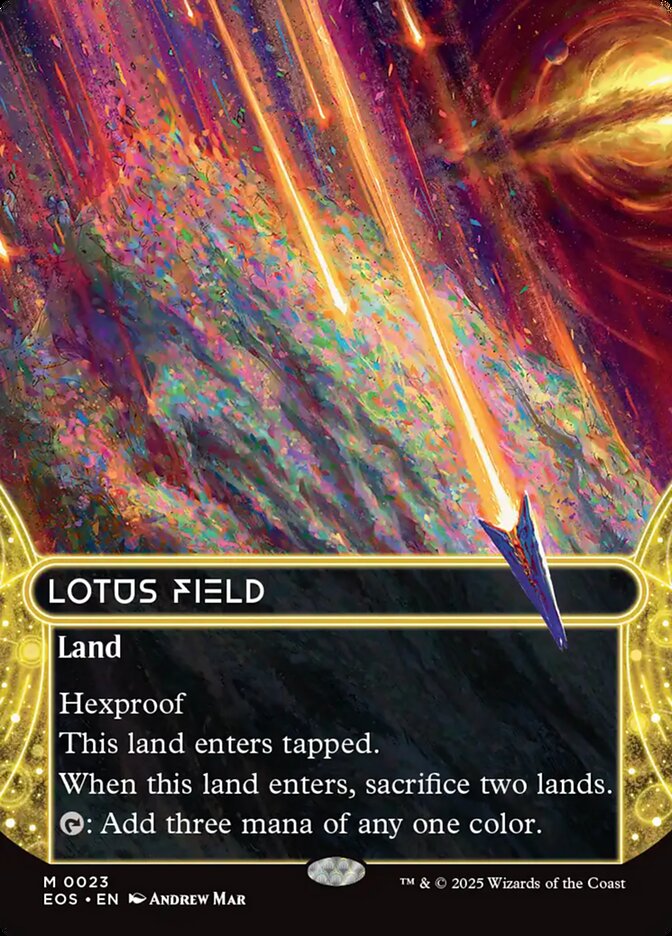 LOTUS FIELD
Land
Hexproof
This land enters tapped.
When this land enters, sacrifice two lands.
: Add three mana of any one color.
M 0023
EOS • EN Andrew Mar
™ & © 2025 Wizards of the Coast